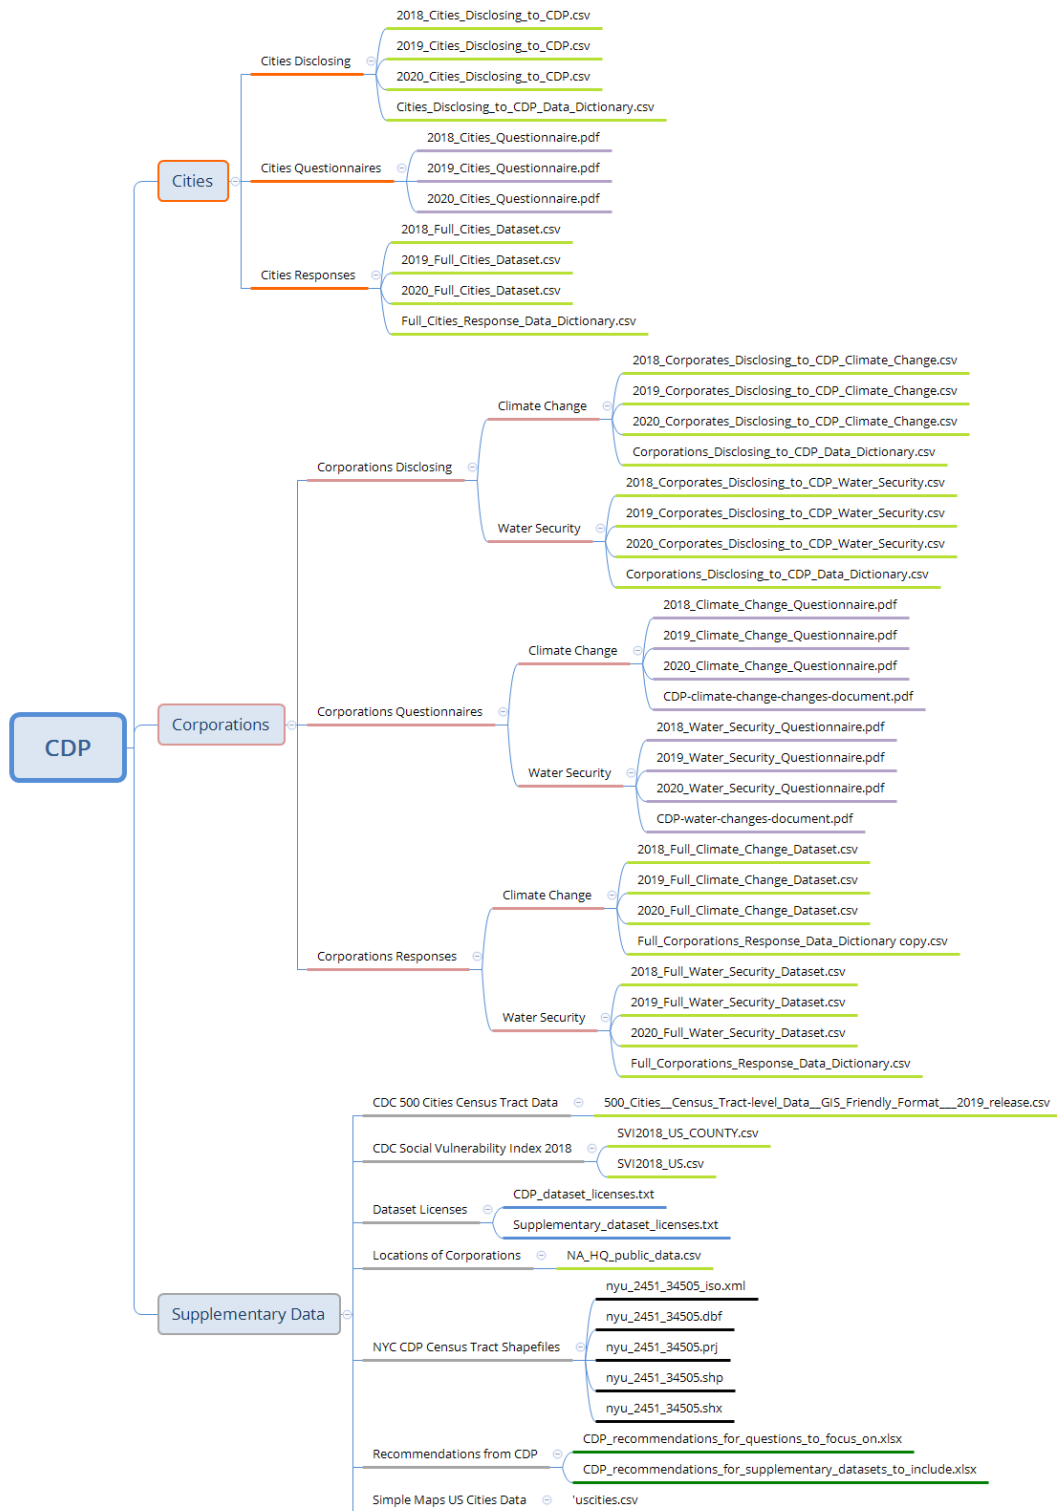 CDP
Cities
Cities Disclosing
2018_Cities_Disclosing_to_CDP.csv
2019_Cities_Disclosing_to_CDP.csv
2020_Cities_Disclosing_to_CDP.csv
Cities_Disclosing_to_CDP_Data_Dictionary.csv
Cities Questionnaires
2018_Cities_Questionnaire.pdf
2019_Cities_Questionnaire.pdf
2020_Cities_Questionnaire.pdf
Cities Responses
2018_Full_Cities_Dataset.csv
2019_Full_Cities_Dataset.csv
2020_Full_Cities_Dataset.csv
Full_Cities_Response_Data_Dictionary.csv
Corporations
Corporations Disclosing
Climate Change
2018_Corporates_Disclosing_to_CDP_Climate_Change.csv
2019_Corporates_Disclosing_to_CDP_Climate_Change.csv
2020_Corporates_Disclosing_to_CDP_Climate_Change.csv
Corporations_Disclosing_to_CDP_Data_Dictionary.csv
Water Security
2018_Corporates_Disclosing_to_CDP_Water_Security.csv
2019_Corporates_Disclosing_to_CDP_Water_Security.csv
2020_Corporates_Disclosing_to_CDP_Water_Security.csv
Corporations_Disclosing_to_CDP_Data_Dictionary.csv
Corporations Questionnaires
Climate Change
2018_Climate_Change_Questionnaire.pdf
2019_Climate_Change_Questionnaire.pdf
2020_Climate_Change_Questionnaire.pdf
CDP-climate-change-changes-document.pdf
Water Security
2018_Water_Security_Questionnaire.pdf
2019_Water_Security_Questionnaire.pdf
2020_Water_Security_Questionnaire.pdf
CDP-water-changes-document.pdf
Corporations Responses
Climate Change
2018_Full_Climate_Change_Dataset.csv
2019_Full_Climate_Change_Dataset.csv
2020_Full_Climate_Change_Dataset.csv
Full_Corporations_Response_Data_Dictionary copy.csv
Water Security
2018_Full_Water_Security_Dataset.csv
2019_Full_Water_Security_Dataset.csv
2020_Full_Water_Security_Dataset.csv
Full_Corporations_Response_Data_Dictionary.csv
Supplementary Data
CDC 500 Cities Census Tract Data
500_Cities__Census_Tract-level_Data__GIS_Friendly_Format___2019_release.csv
CDC Social Vulnerability Index 2018
SVI2018_US_COUNTY.csv
SVI2018_US.csv
Dataset Licenses
CDP_dataset_licenses.txt
Supplementary_dataset_licenses.txt
Locations of Corporations
NA_HQ_public_data.csv
NYC CDP Census Tract Shapefiles
nyu_2451_34505_iso.xml
nyu_2451_34505.dbf
nyu_2451_34505.prj
nyu_2451_34505.shp
nyu_2451_34505.shx
Recommendations from CDP
CDP_recommendations_for_questions_to_focus_on.xlsx
CDP_recommendations_for_supplementary_datasets_to_include.xlsx
Simple Maps US Cities Data
'uscities.csv